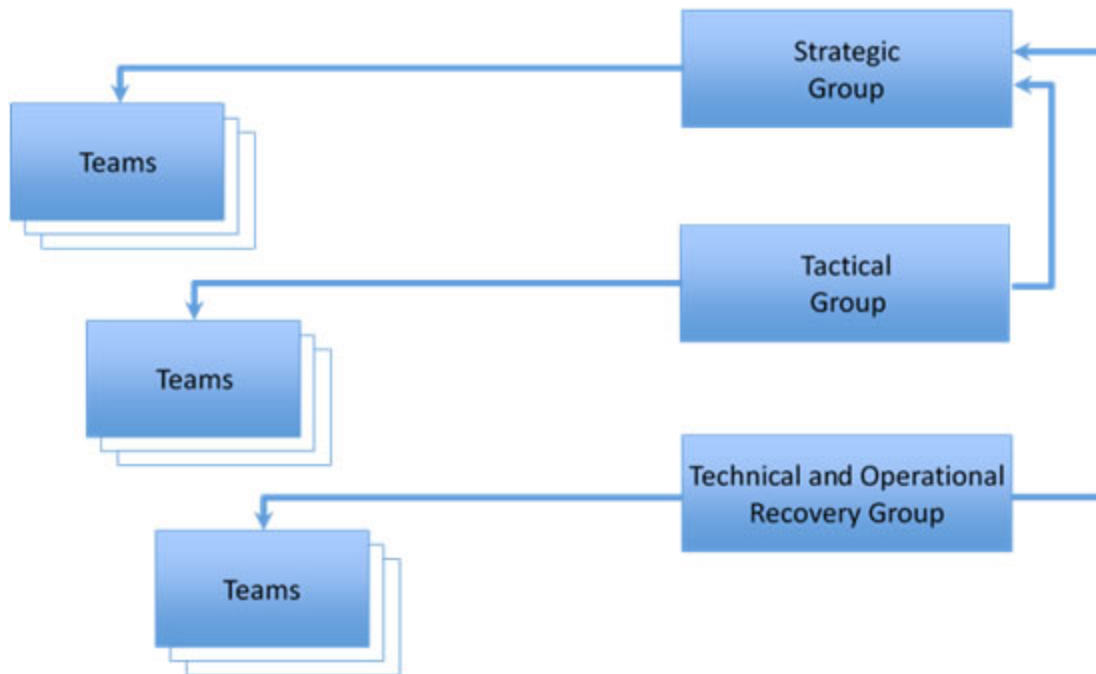 Strategic
Group
Teams
Tactical
Group
Teams
Technical and Operational
Recovery Group
Teams